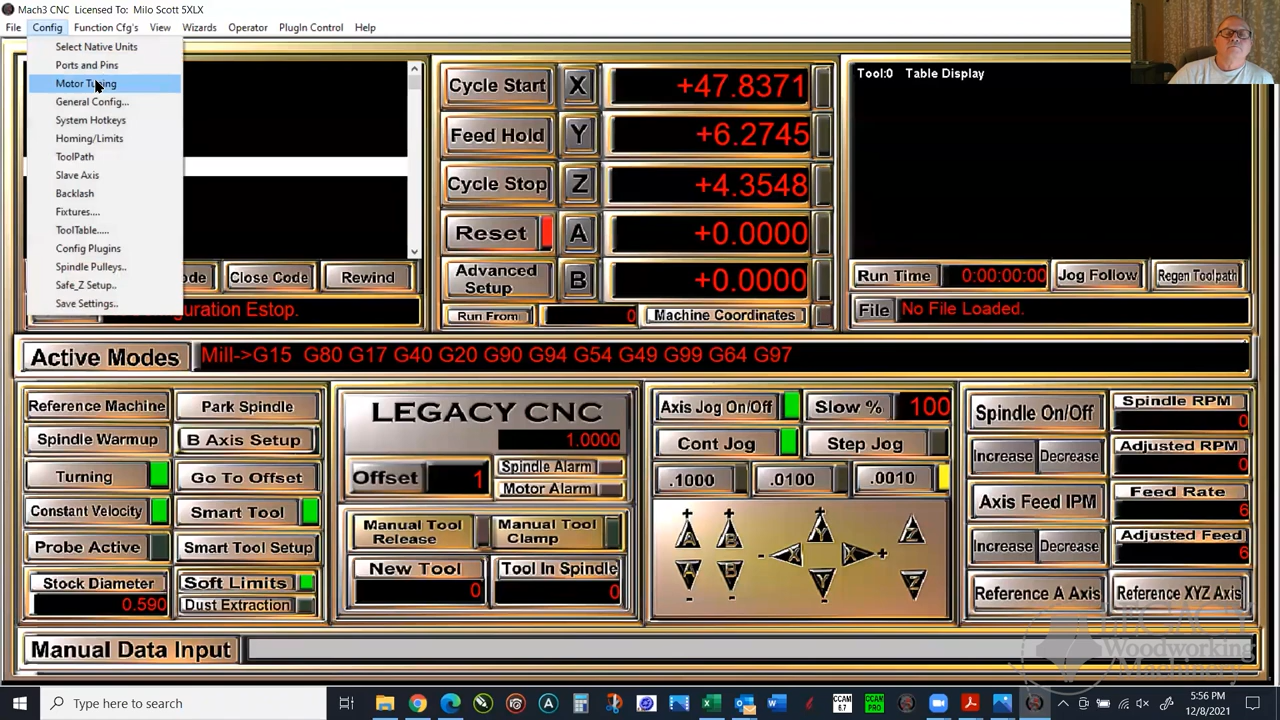 Mach3 CNC Licensed To: Milo Scott 5XLX
File Config Function Cfg's View Wizards Operator PlugIn Control Help
Select Native Units
Ports and Pins
Motor Tuning
General Config...
System Hotkeys
Homing/Limits
ToolPath
Slave Axis
Backlash
Fixtures....
ToolTable.....
Config Plugins
Spindle Pulleys..
Safe_Z Setup..
Save Settings..
Close Code Rewind
Estop.
Cycle Start X +47.8371
Feed Hold Y +6.2745
Cycle Stop Z +4.3548
Reset A +0.0000
Advanced Setup B +0.0000
Run From: 0 Machine Coordinates
Tool:0 Table Display
Run Time 0:00:00:00 Jog Follow Regen Toolpath
File No File Loaded.
Active Modes Mill->G15 G80 G17 G40 G20 G90 G94 G54 G49 G99 G64 G97
Reference Machine Park Spindle
Spindle Warmup B Axis Setup
Turning Go To Offset
Constant Velocity Smart Tool
Probe Active Smart Tool Setup
Stock Diameter 0.590 Soft Limits
Dust Extraction
LEGACY CNC
1.0000
Offset 1 Spindle Alarm
Motor Alarm
Manual Tool Release Manual Tool Clamp
New Tool 0 Tool In Spindle 0
Axis Jog On/Off Slow % 100
Cont Jog Step Jog
.1000 .0100 .0010
+ + +
A B Y Z
- X X +
A B Y Z
- - - -
Spindle On/Off Spindle RPM 0
Increase Decrease Adjusted RPM 0
Axis Feed IPM Feed Rate 6
Increase Decrease Adjusted Feed 6
Reference A Axis Reference XYZ Axis
Manual Data Input
LEGACY
Woodworking
Machinery
Type here to search
CCAM 6.7
CCAM PRO
5:56 PM
12/8/2021